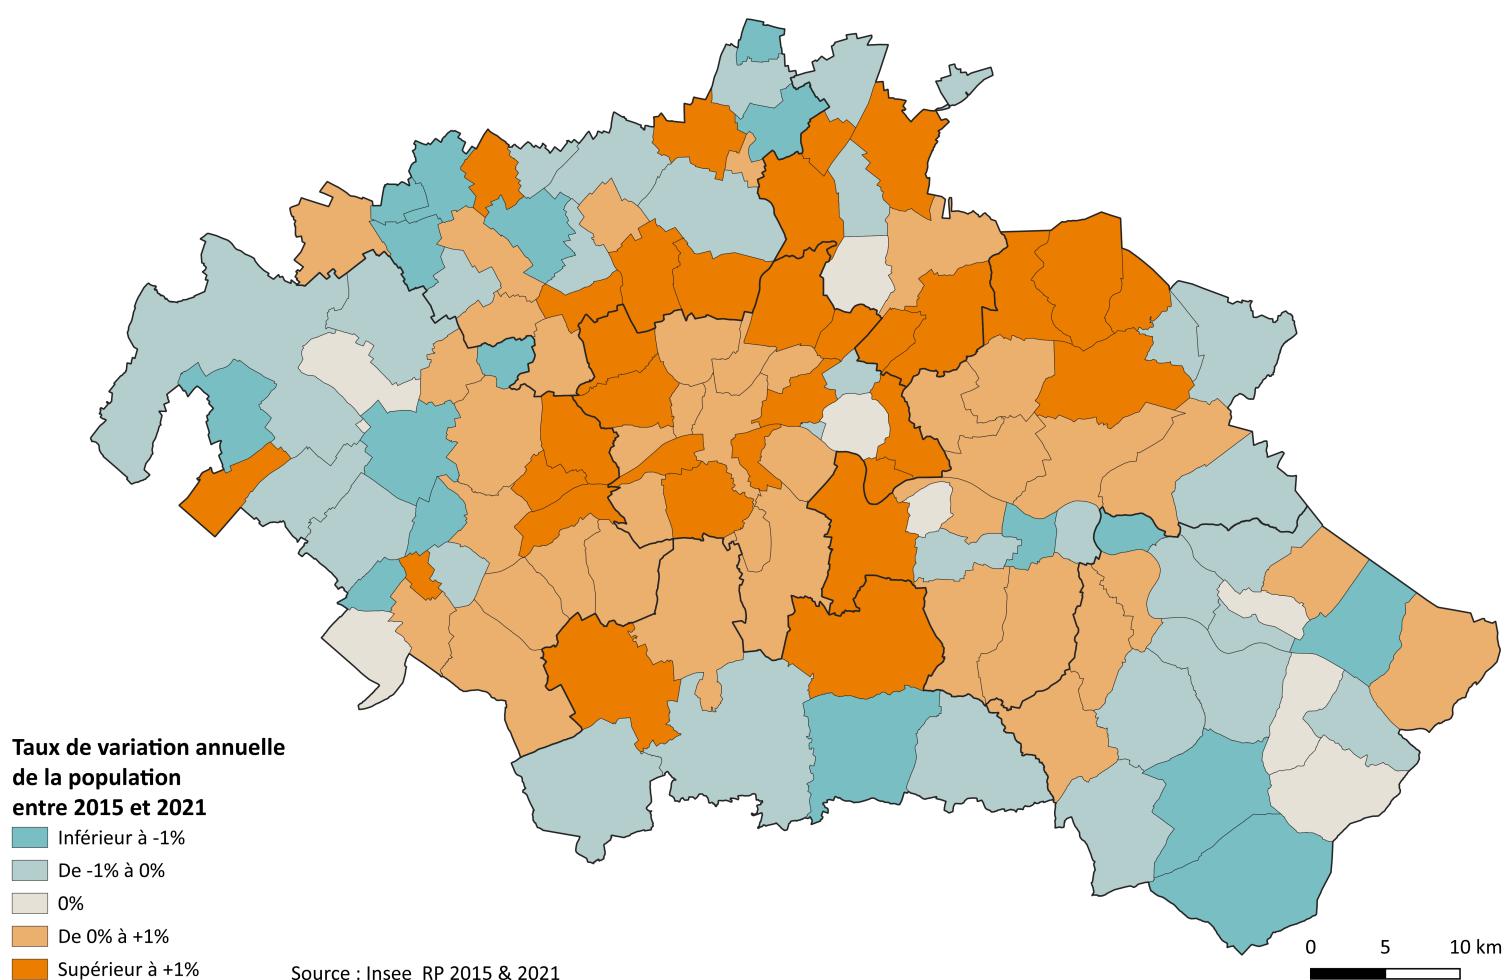 Taux de variation annuelle
de la population
entre 2015 et 2021
Inférieur à -1%
De -1% à 0%
0%
De 0% à +1%
Supérieur à +1%
Source : Insee RP 2015 & 2021
0 5 10 km